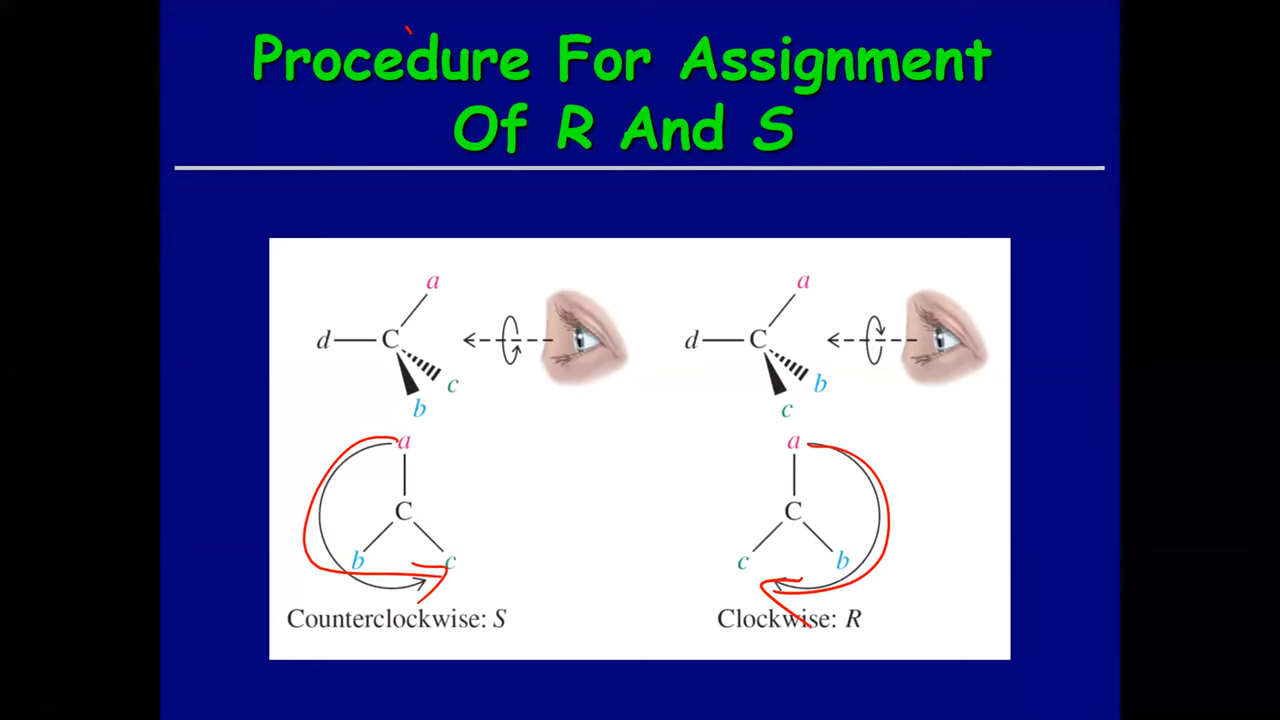 Procedure For Assignment
Of R And S
a
d
C
c
b
a
C
b
c
Counterclockwise: S
a
d
C
b
c
a
C
c
b
Clockwise: R